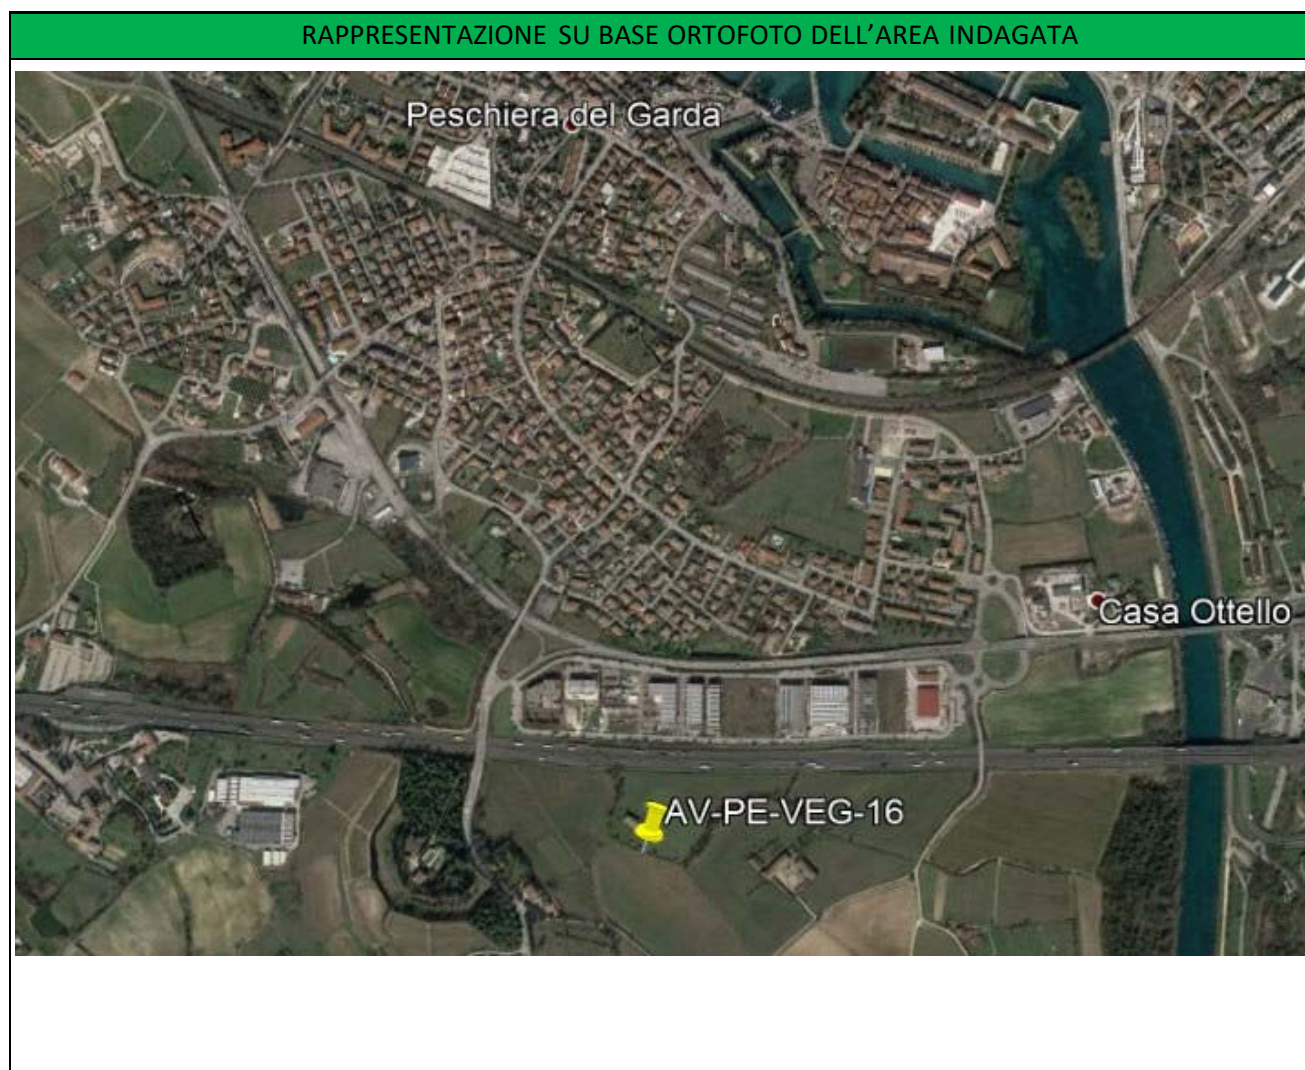 RAPPRESENTAZIONE SU BASE ORTOFOTO DELL’AREA INDAGATA
Peschiera del Garda
Casa Ottello
AV-PE-VEG-16